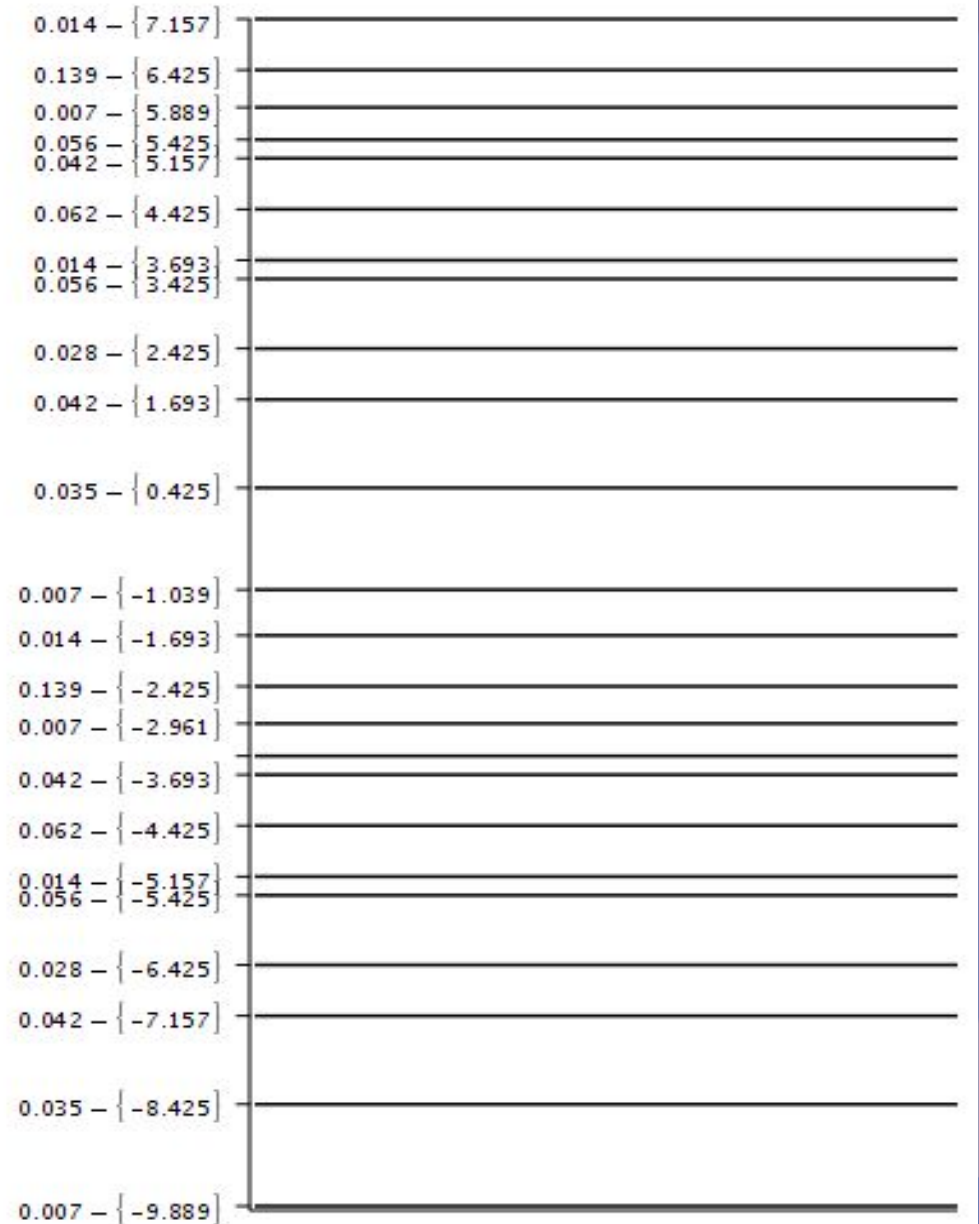 0.014 – {7.157}
0.139 – {6.425}
0.007 – {5.889}
0.056 – {5.425}
0.042 – {5.157}
0.062 – {4.425}
0.014 – {3.693}
0.056 – {3.425}
0.028 – {2.425}
0.042 – {1.693}
0.035 – {0.425}
0.007 – {-1.039}
0.014 – {-1.693}
0.139 – {-2.425}
0.007 – {-2.961}
0.042 – {-3.693}
0.062 – {-4.425}
0.014 – {-5.157}
0.056 – {-5.425}
0.028 – {-6.425}
0.042 – {-7.157}
0.035 – {-8.425}
0.007 – {-9.889}